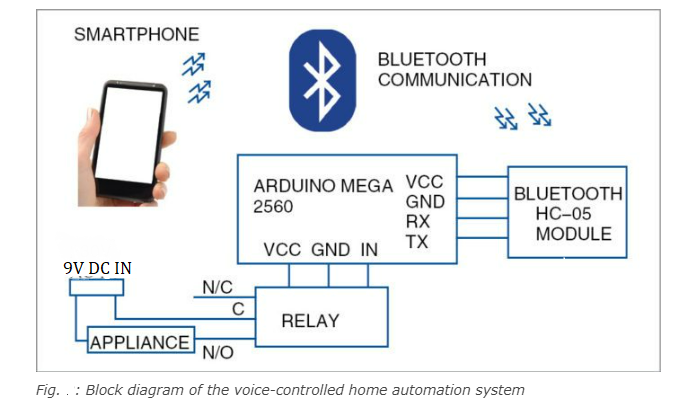 SMARTPHONE
BLUETOOTH
COMMUNICATION
ARDUINO MEGA
2560
VCC
GND
RX
TX
BLUETOOTH
HC–05
MODULE
VCC GND IN
9V DC IN
N/C
C
RELAY
APPLIANCE
N/O
Fig. . : Block diagram of the voice-controlled home automation system